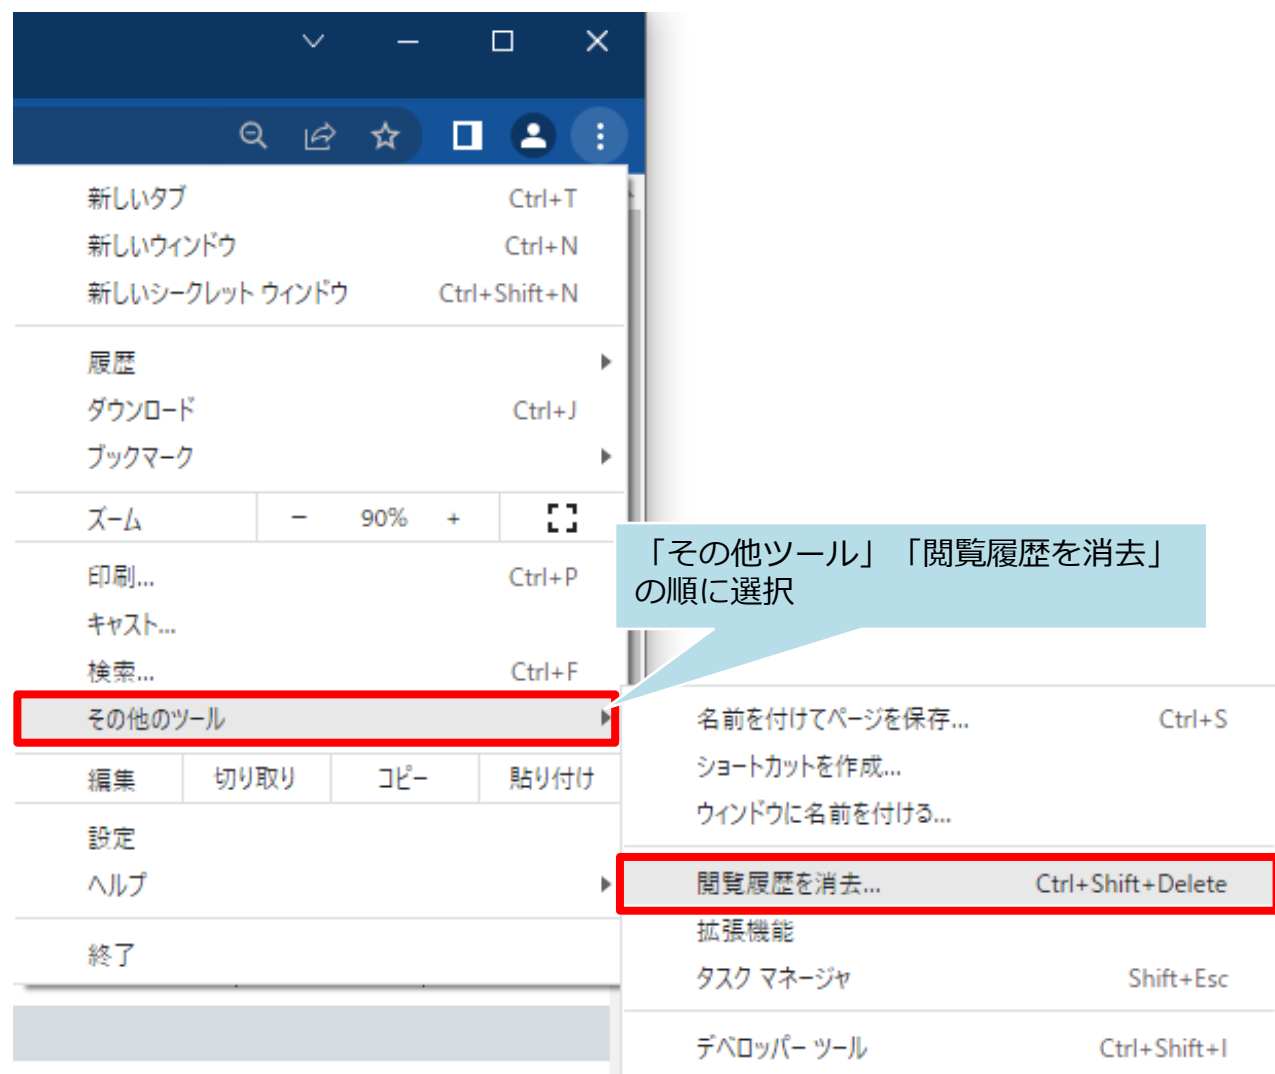 新しいタブ Ctrl+T
新しいウィンドウ Ctrl+N
新しいシークレット ウィンドウ Ctrl+Shift+N
履歴
ダウンロード Ctrl+J
ブックマーク
ズーム － 90% +
印刷... Ctrl+P
キャスト...
検索... Ctrl+F
その他のツール
編集 切り取り コピー 貼り付け
設定
ヘルプ
終了
「その他ツール」「閲覧履歴を消去」
の順に選択
名前を付けてページを保存... Ctrl+S
ショートカットを作成...
ウィンドウに名前を付ける...
閲覧履歴を消去... Ctrl+Shift+Delete
拡張機能
タスク マネージャ Shift+Esc
デベロッパー ツール Ctrl+Shift+I